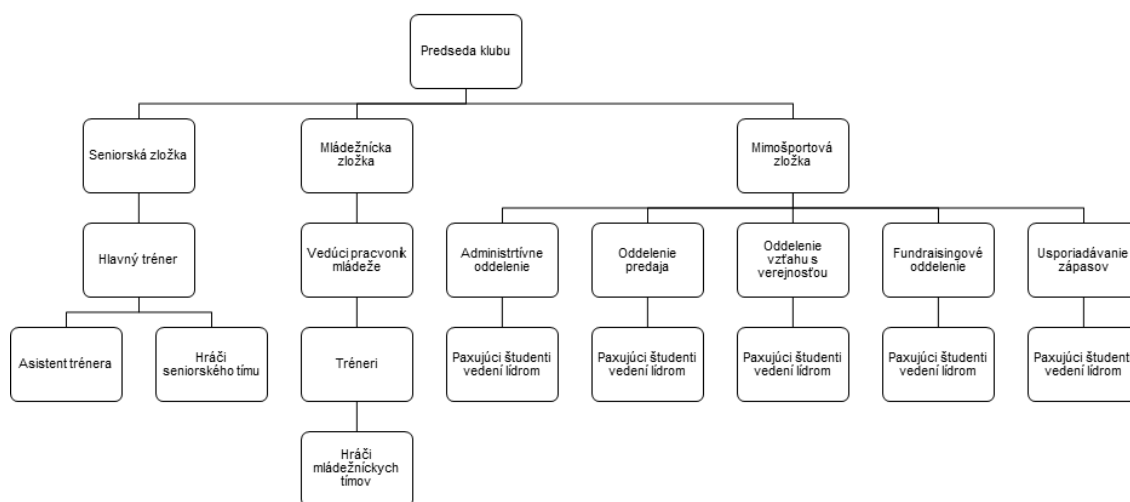 Predseda klubu
Seniorská zložka
Mládežnícka
zložka
Mimošportová
zložka
Hlavný tréner
Vedúci pracvonik
mládeže
Administrtívne
oddelenie
Oddelenie
predaja
Oddelenie
vzťahu s
verejnosťou
Fundraisingové
oddelenie
Usporiadávanie
zápasov
Asistent trénera
Hráči
seniorského tímu
Tréneri
Paxujúci študenti
vedení lídrom
Paxujúci študenti
vedení lídrom
Paxujúci študenti
vedení lídrom
Paxujúci študenti
vedení lídrom
Paxujúci študenti
vedení lídrom
Hráči
mládežníckych
tímov